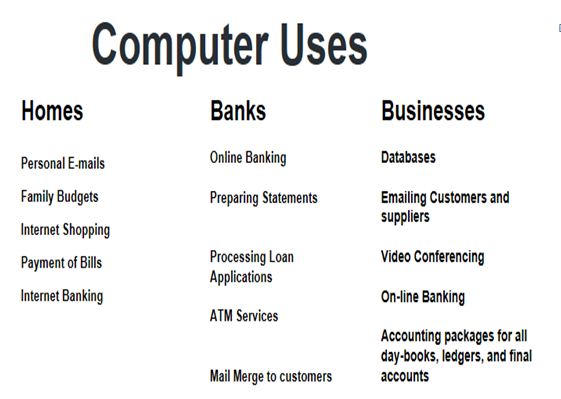 Computer Uses
Homes
Personal E-mails
Family Budgets
Internet Shopping
Payment of Bills
Internet Banking
Banks
Online Banking
Preparing Statements
Processing Loan
Applications
ATM Services
Mail Merge to customers
Businesses
Databases
Emailing Customers and
suppliers
Video Conferencing
On-line Banking
Accounting packages for all
day-books, ledgers, and final
accounts